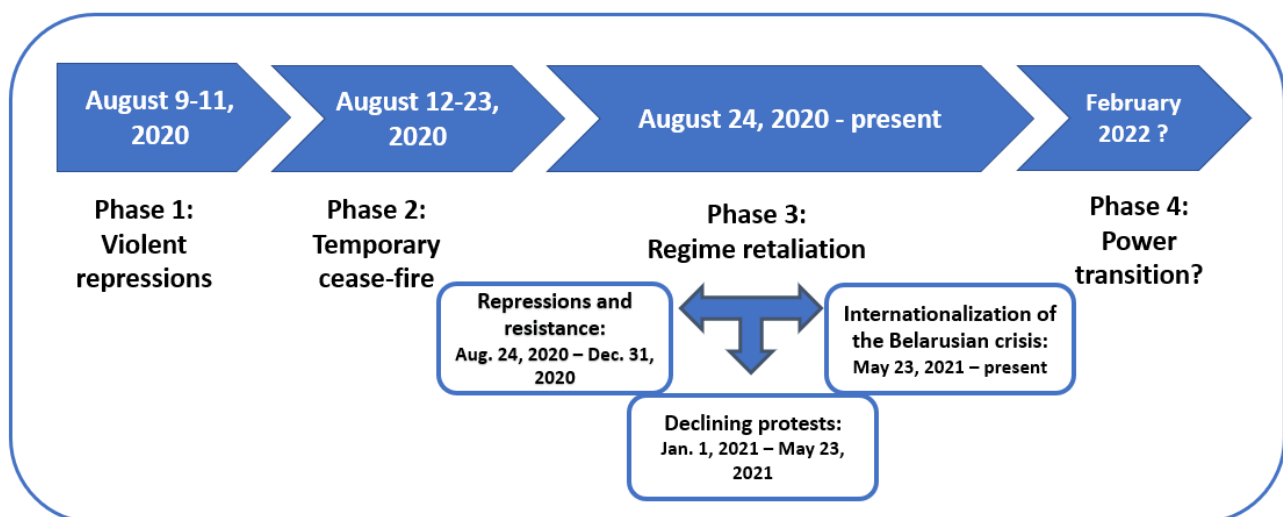 August 9-11,
2020
August 12-23,
2020
August 24, 2020 - present
February
2022 ?
Phase 1:
Violent
repressions
Phase 2:
Temporary
cease-fire
Phase 3:
Regime retaliation
Phase 4:
Power
transition?
Repressions and
resistance:
Aug. 24, 2020 – Dec. 31,
2020
Internationalization of
the Belarusian crisis:
May 23, 2021 – present
Declining protests:
Jan. 1, 2021 – May 23,
2021